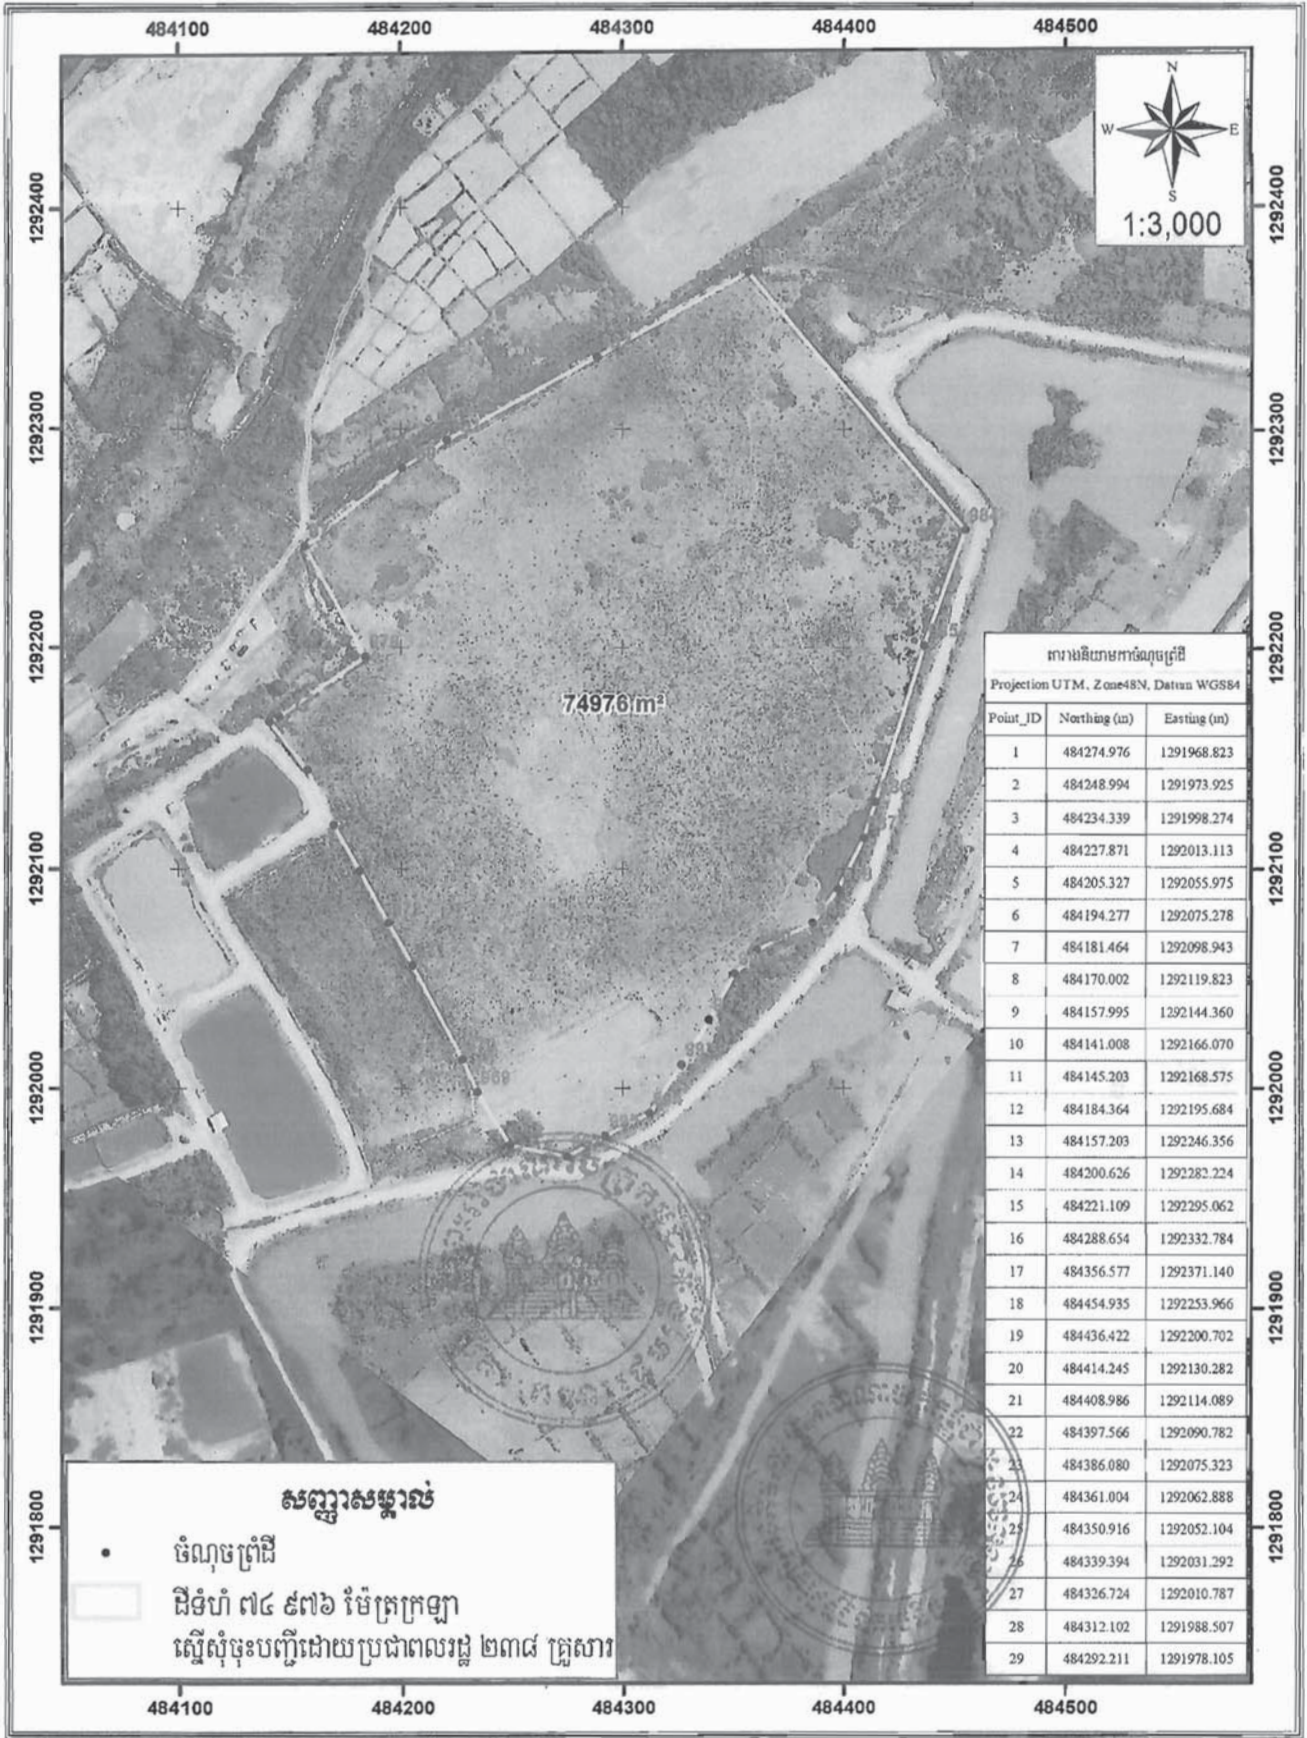 484100 484200 484300 484400 484500
N
W E
S
1:3,000
1292400 1292400
1292300 1292300
1292200 1292200
1292100 1292100
1292000 1292000
1291900 1291900
1291800 1291800
74976 m²
តារាងនិយាមកាចំណុចព្រំដី
Projection UTM, Zone48N, Datum WGS84
Point_ID Northing (m) Easting (m)
1 484274.976 1291968.823
2 484248.994 1291973.925
3 484234.339 1291998.274
4 484227.871 1292013.113
5 484205.327 1292055.975
6 484194.277 1292075.278
7 484181.464 1292098.943
8 484170.002 1292119.823
9 484157.995 1292144.360
10 484141.008 1292166.070
11 484145.203 1292168.575
12 484184.364 1292195.684
13 484157.203 1292246.356
14 484200.626 1292282.224
15 484221.109 1292295.062
16 484288.654 1292332.784
17 484356.577 1292371.140
18 484454.935 1292253.966
19 484436.422 1292200.702
20 484414.245 1292130.282
21 484408.986 1292114.089
22 484397.566 1292090.782
23 484386.080 1292075.323
24 484361.004 1292062.888
25 484350.916 1292052.104
26 484339.394 1292031.292
27 484326.724 1292010.787
28 484312.102 1291988.507
29 484292.211 1291978.105
សញ្ញាសម្គាល់
ចំណុចព្រំដី
ដីទំហំ ៧៤ ៩៧៦ ម៉ែត្រក្រឡា
ស្នើសុំចុះបញ្ជីដោយប្រជាពលរដ្ឋ ២៣៨ គ្រួសារ
484100 484200 484300 484400 484500